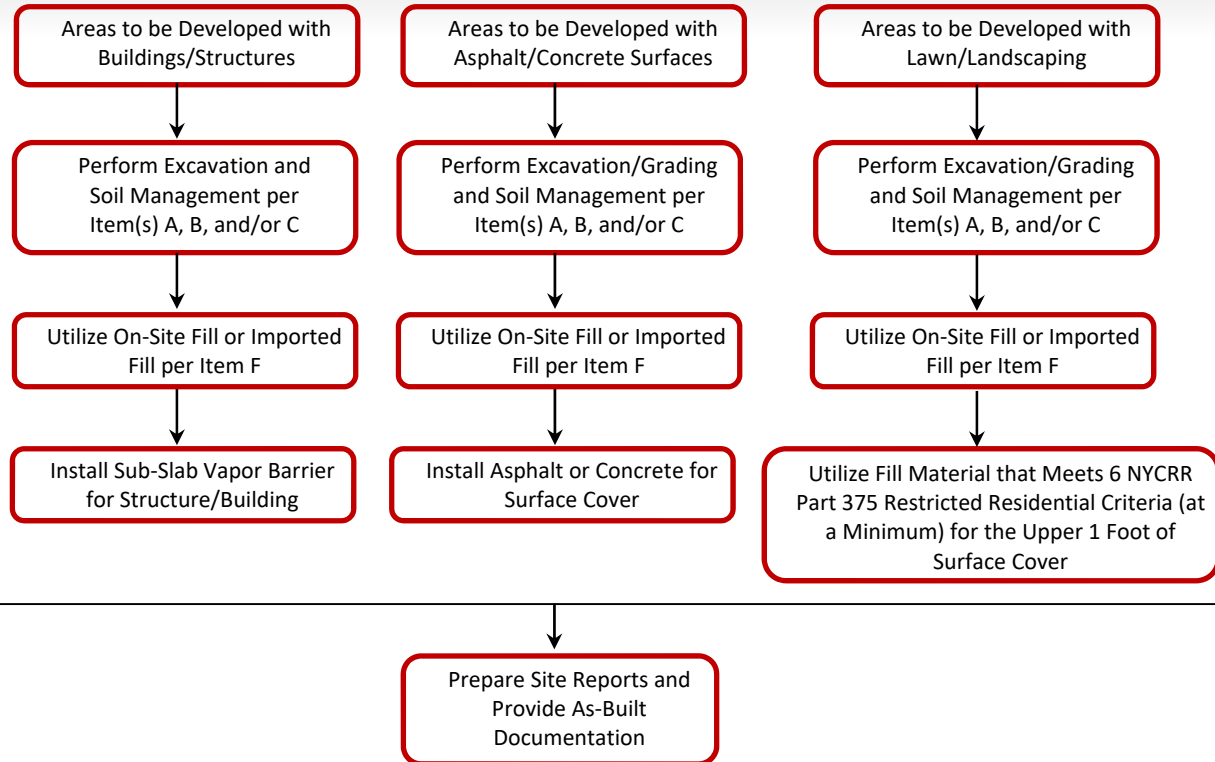 Areas to be Developed with
Buildings/Structures
Areas to be Developed with
Asphalt/Concrete Surfaces
Areas to be Developed with
Lawn/Landscaping
Perform Excavation and
Soil Management per
Item(s) A, B, and/or C
Perform Excavation/Grading
and Soil Management per
Item(s) A, B, and/or C
Perform Excavation/Grading
and Soil Management per
Item(s) A, B, and/or C
Utilize On-Site Fill or Imported
Fill per Item F
Utilize On-Site Fill or Imported
Fill per Item F
Utilize On-Site Fill or Imported
Fill per Item F
Install Sub-Slab Vapor Barrier
for Structure/Building
Install Asphalt or Concrete for
Surface Cover
Utilize Fill Material that Meets 6 NYCRR
Part 375 Restricted Residential Criteria (at
a Minimum) for the Upper 1 Foot of
Surface Cover
Prepare Site Reports and
Provide As-Built
Documentation